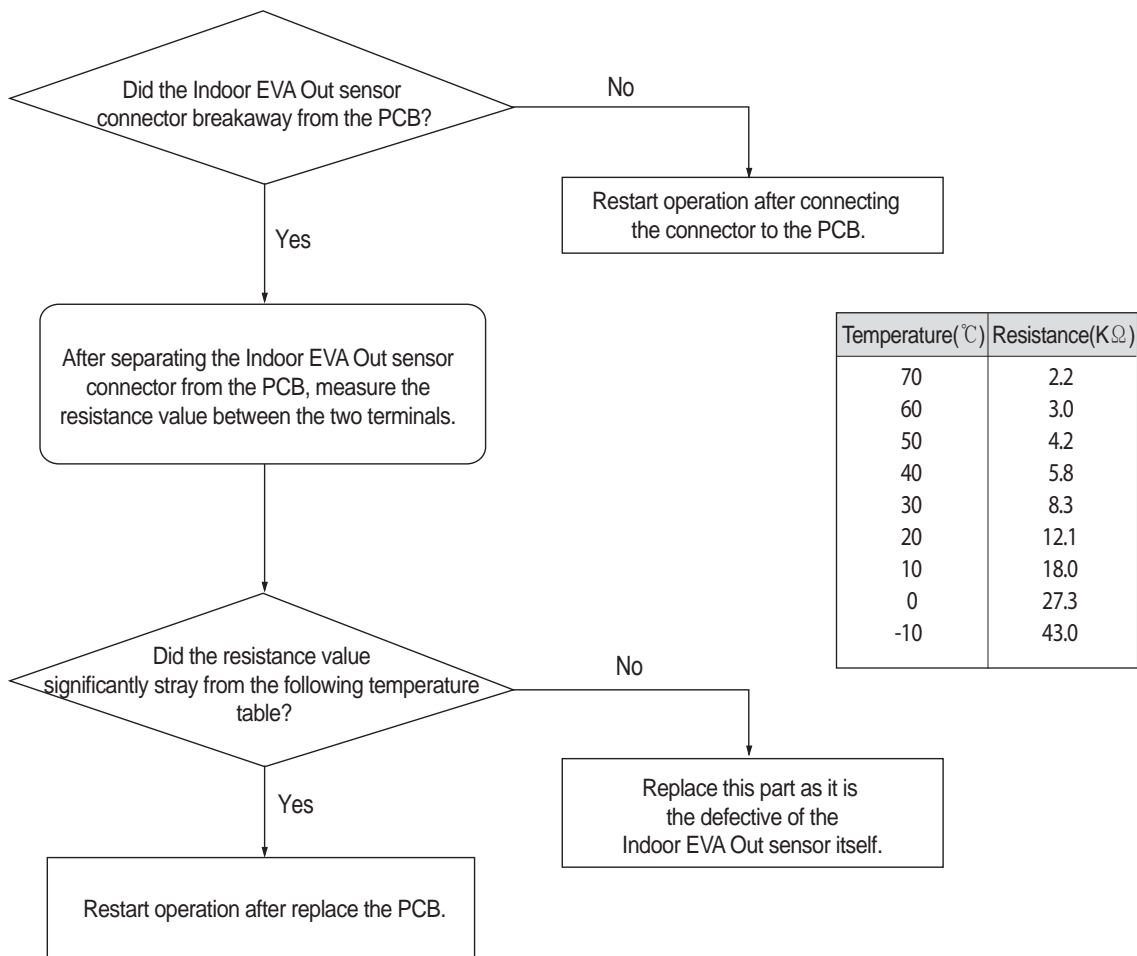 Did the Indoor EVA Out sensor
connector breakaway from the PCB?
No
Restart operation after connecting
the connector to the PCB.
Yes
After separating the Indoor EVA Out sensor
connector from the PCB, measure the
resistance value between the two terminals.
Temperature(℃) Resistance(KΩ)
70 2.2
60 3.0
50 4.2
40 5.8
30 8.3
20 12.1
10 18.0
0 27.3
-10 43.0
Did the resistance value
significantly stray from the following temperature
table?
No
Replace this part as it is
the defective of the
Indoor EVA Out sensor itself.
Yes
Restart operation after replace the PCB.